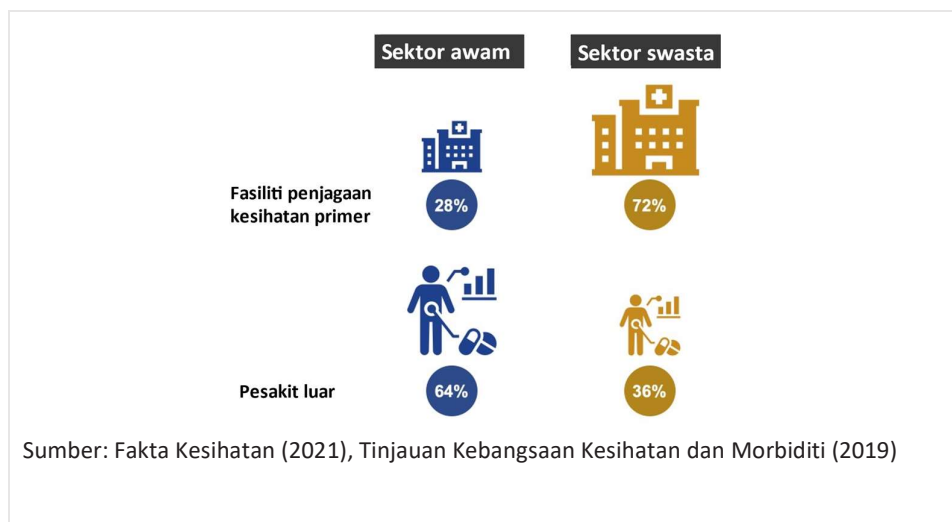 Sektor awam
Sektor swasta
Fasiliti penjagaan
kesihatan primer
28%
72%
Pesakit luar
64%
36%
Sumber: Fakta Kesihatan (2021), Tinjauan Kebangsaan Kesihatan dan Morbiditi (2019)